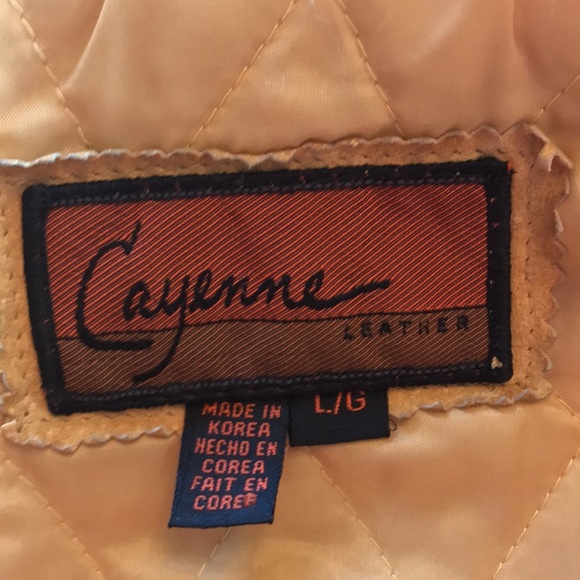 Cayenne
LEATHER
L/G
MADE IN
KOREA
HECHO EN
COREA
FAIT EN
COREE